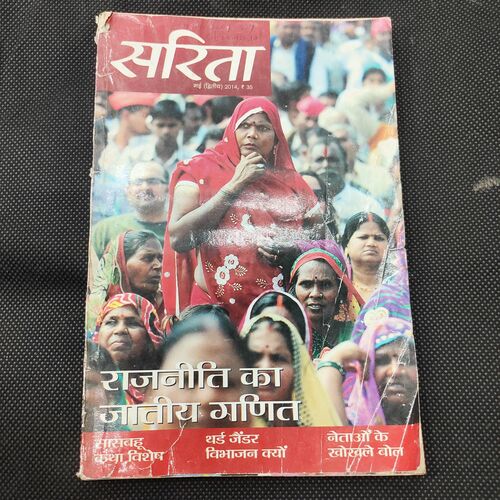 सरिता
मई (द्वितीय) 2014, ₹ 35
राजनीति का
जातीय गणित
सासबहू
कथा विशेष
थर्ड जैंडर
विभाजन क्यों
नेताओं के
खोखले बोल